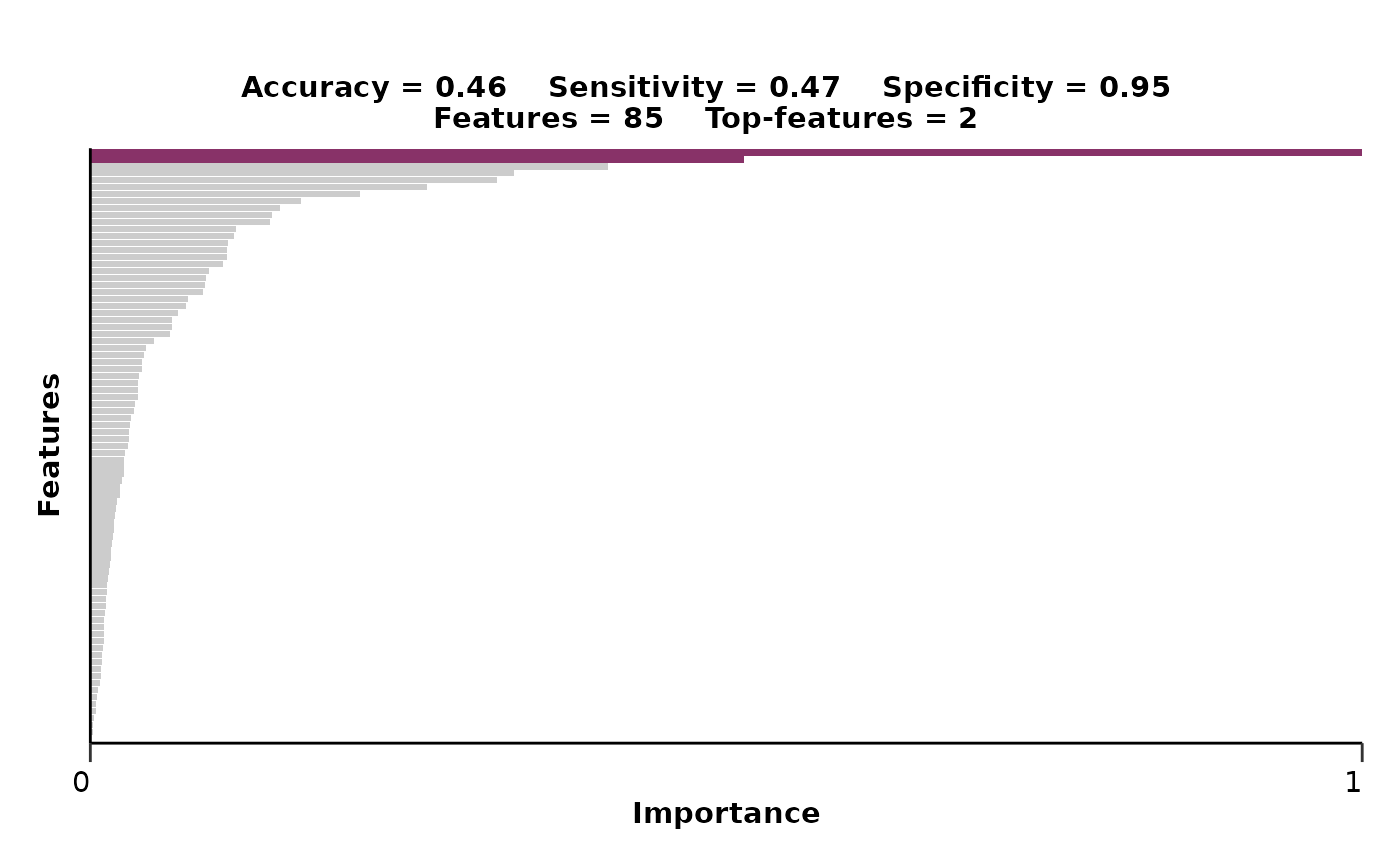 Accuracy = 0.46    Sensitivity = 0.47    Specificity = 0.95
Features = 85    Top-features = 2
Features
0
1
Importance